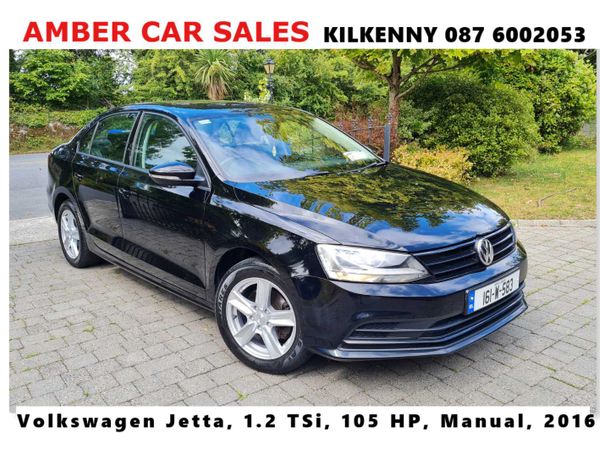 AMBER CAR SALES KILKENNY 087 6002053
161-W-583
Volkswagen Jetta, 1.2 TSi, 105 HP, Manual, 2016